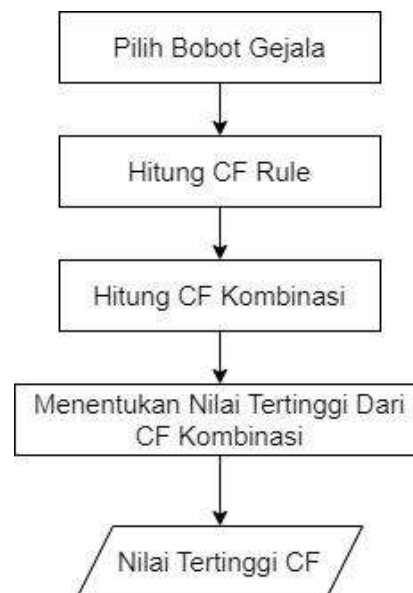 Pilih Bobot Gejala
Hitung CF Rule
Hitung CF Kombinasi
Menentukan Nilai Tertinggi Dari
CF Kombinasi
Nilai Tertinggi CF